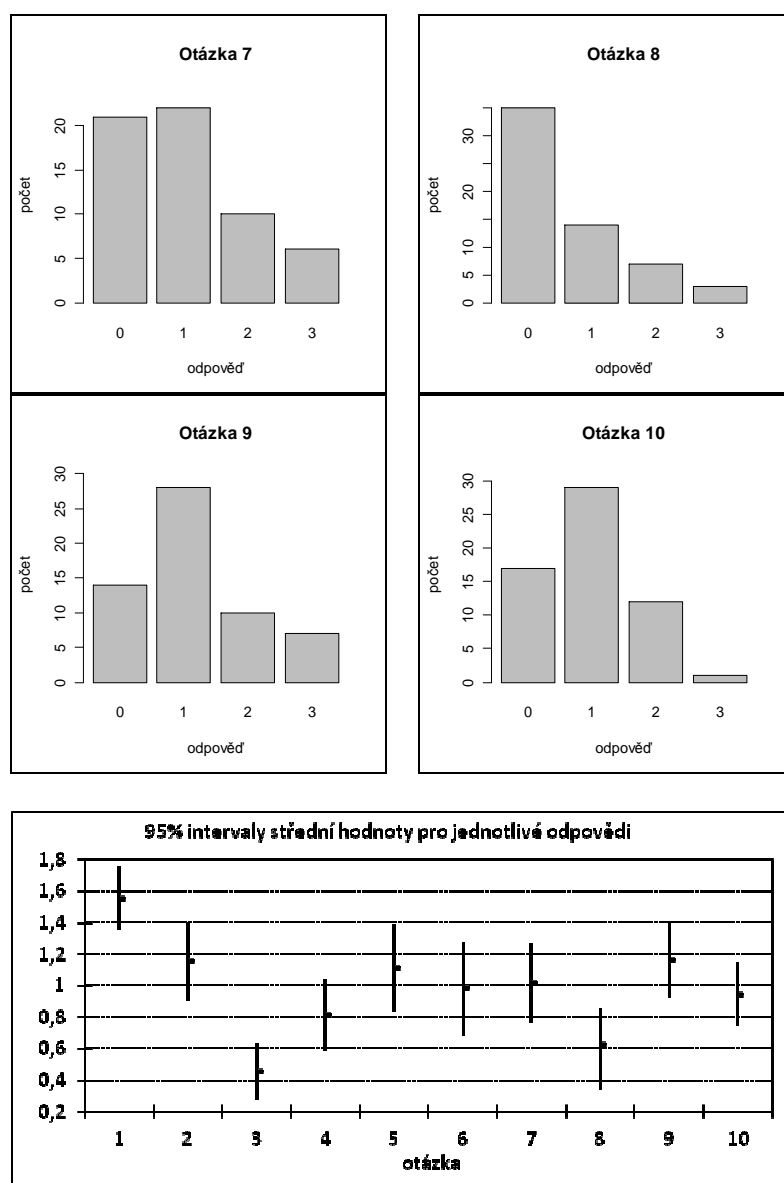 Otázka 7
počet
0 5 10 15 20
0 1 2 3
odpověď
Otázka 8
počet
0 5 10 20 30
0 1 2 3
odpověď
Otázka 9
počet
0 5 10 15 20 25 30
0 1 2 3
odpověď
Otázka 10
počet
0 5 10 15 20 25 30
0 1 2 3
odpověď
95% intervaly střední hodnoty pro jednotlivé odpovědi
1,8
1,6
1,4
1,2
1
0,8
0,6
0,4
0,2
1 2 3 4 5 6 7 8 9 10
otázka